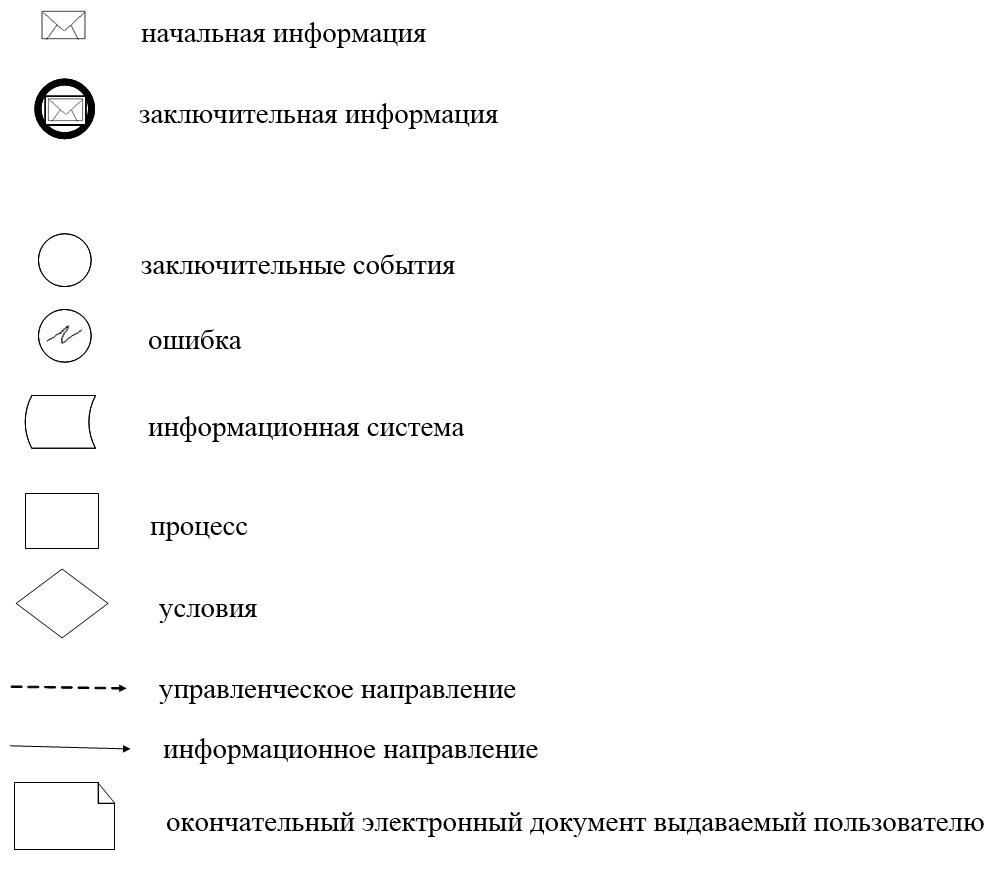 начальная информация
заключительная информация
заключительные события
ошибка
информационная система
процесс
условия
управленческое направление
информационное направление
окончательный электронный документ выдаваемый пользователю